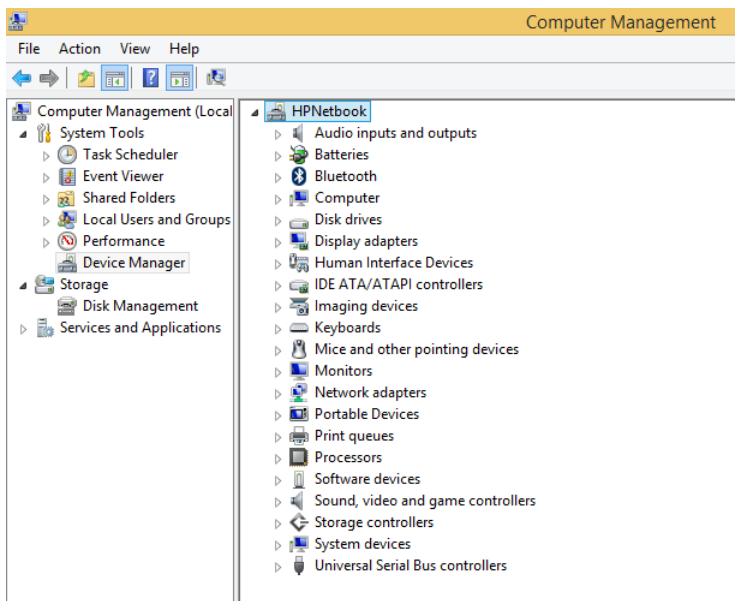 Computer Management
File Action View Help
Computer Management (Local
System Tools
Task Scheduler
Event Viewer
Shared Folders
Local Users and Groups
Performance
Device Manager
Storage
Disk Management
Services and Applications
HPNetbook
Audio inputs and outputs
Batteries
Bluetooth
Computer
Disk drives
Display adapters
Human Interface Devices
IDE ATA/ATAPI controllers
Imaging devices
Keyboards
Mice and other pointing devices
Monitors
Network adapters
Portable Devices
Print queues
Processors
Software devices
Sound, video and game controllers
Storage controllers
System devices
Universal Serial Bus controllers